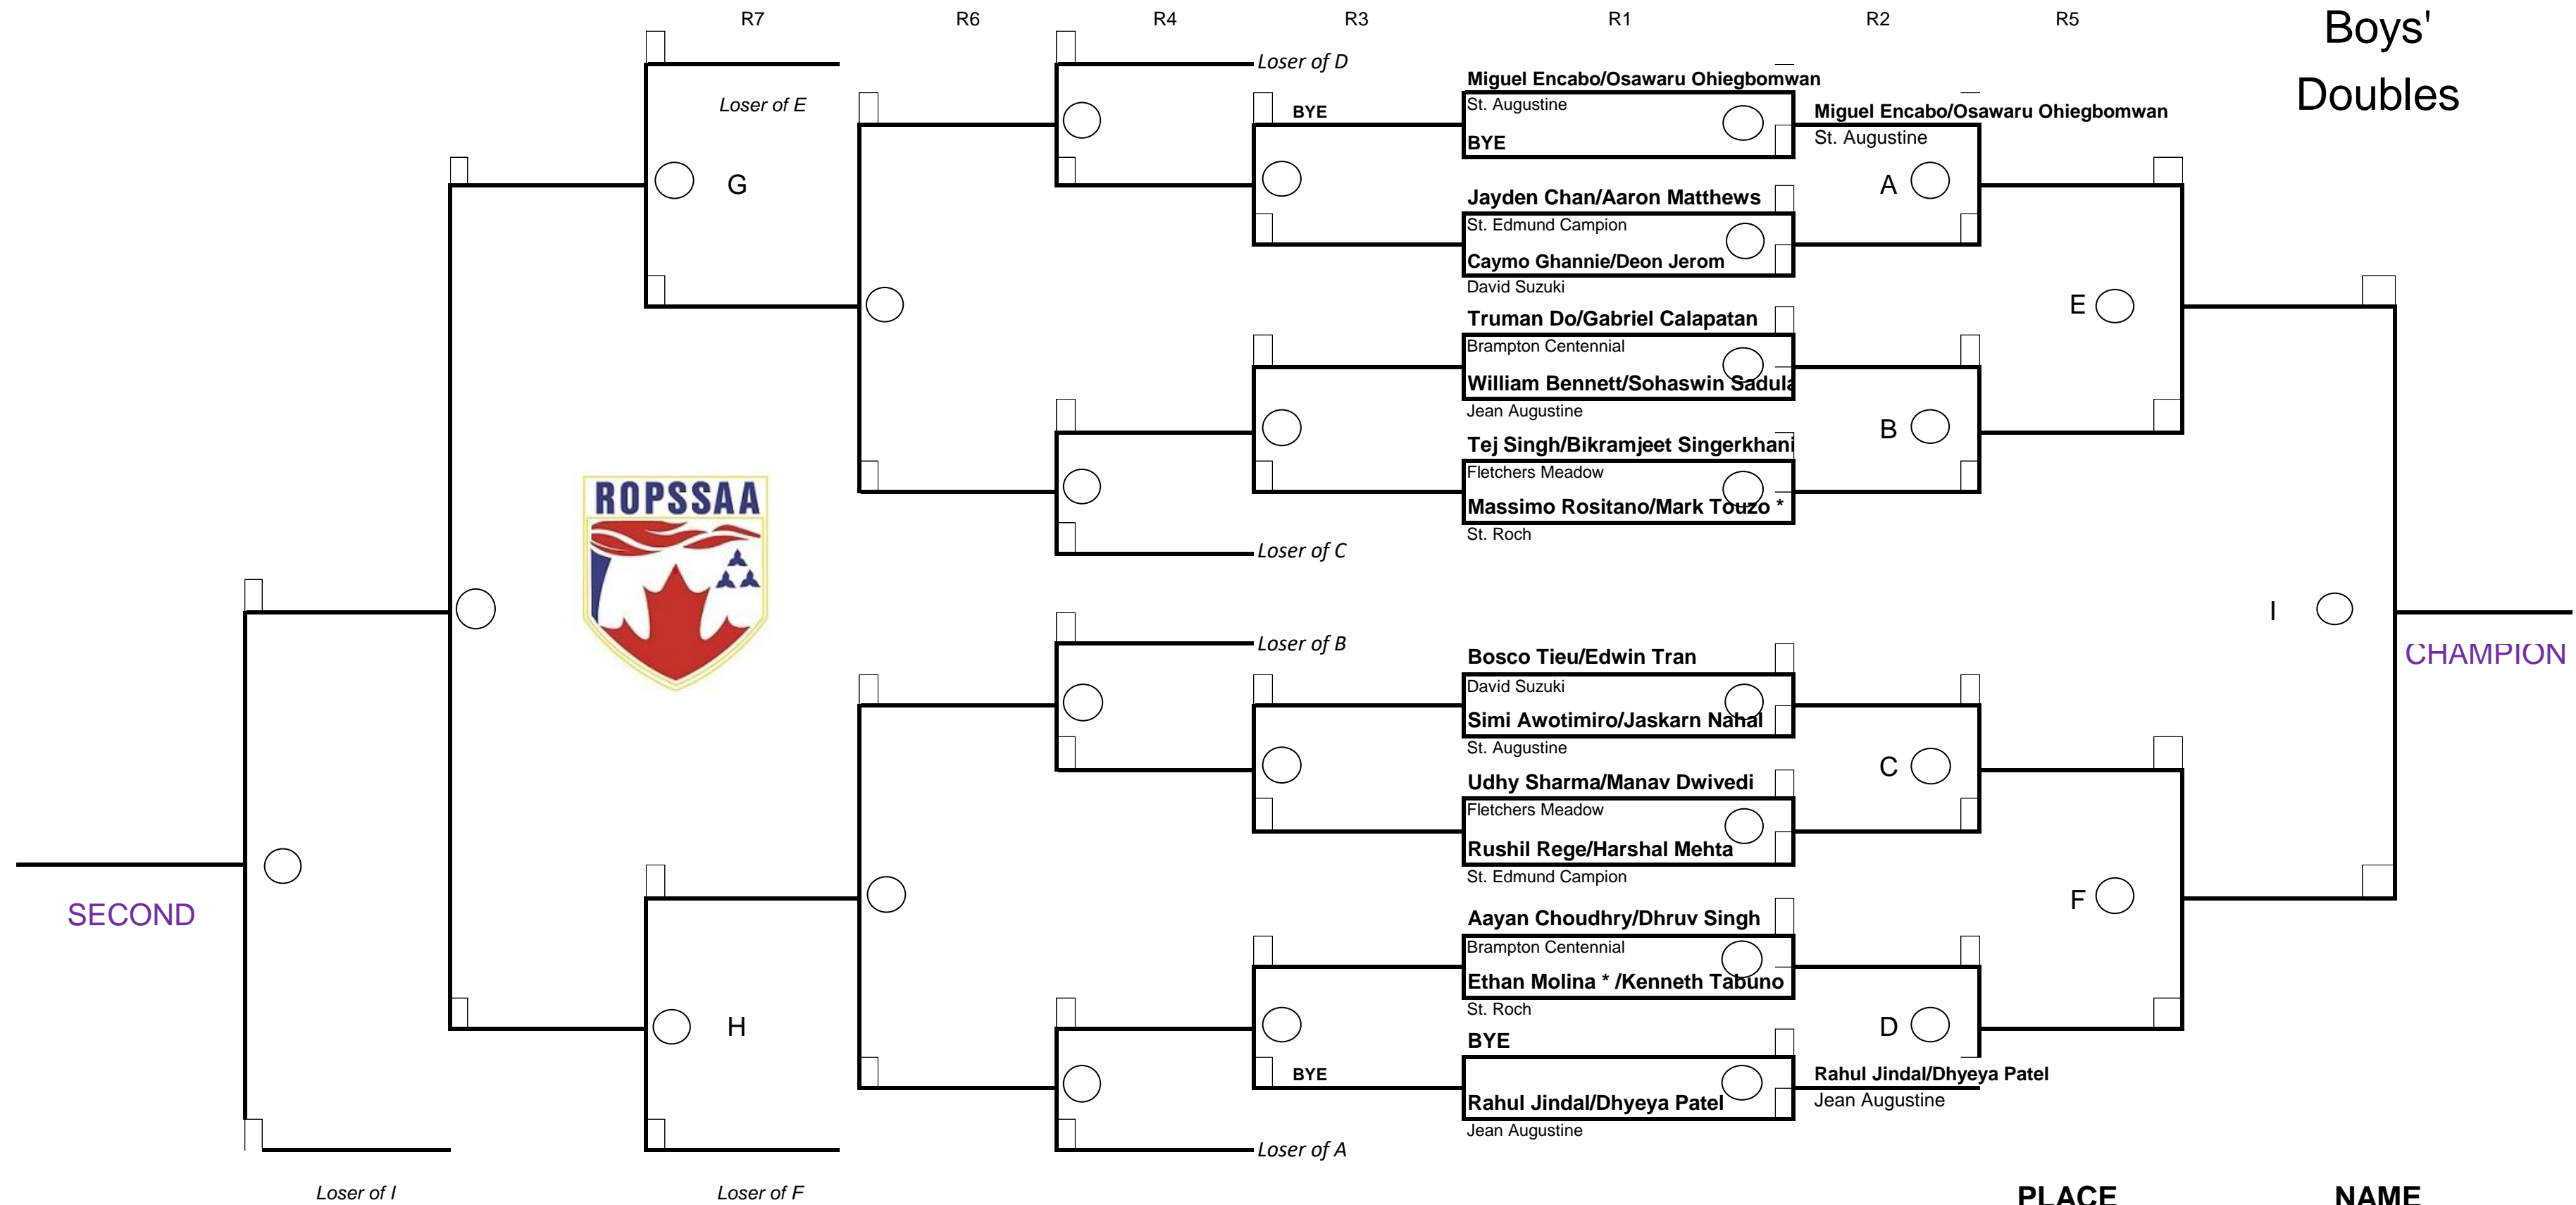 R7 R6 R4 R3 R1 R2 R5
Boys'
Doubles
Loser of D
Loser of E
BYE
Miguel Encabo/Osawaru Ohiegbomwan
St. Augustine
BYE
Miguel Encabo/Osawaru Ohiegbomwan
St. Augustine
G
A
Jayden Chan/Aaron Matthews
St. Edmund Campion
Caymo Ghannie/Deon Jerom
David Suzuki
E
Truman Do/Gabriel Calapatan
Brampton Centennial
William Bennett/Sohaswin Sadula
Jean Augustine
B
Tej Singh/Bikramjeet Singerkhani
Fletchers Meadow
Massimo Rositano/Mark Touzo *
St. Roch
ROPSSAA
Loser of C
I
CHAMPION
Loser of B
Bosco Tieu/Edwin Tran
David Suzuki
Simi Awotimiro/Jaskarn Nahal
St. Augustine
C
Udhy Sharma/Manav Dwivedi
Fletchers Meadow
Rushil Rege/Harshal Mehta
St. Edmund Campion
F
SECOND
Aayan Choudhry/Dhruv Singh
Brampton Centennial
Ethan Molina * /Kenneth Tabuno
St. Roch
H
D
BYE
BYE
Rahul Jindal/Dhyeya Patel
Jean Augustine
Rahul Jindal/Dhyeya Patel
Jean Augustine
Loser of A
Loser of I
Loser of F
PLACE NAME